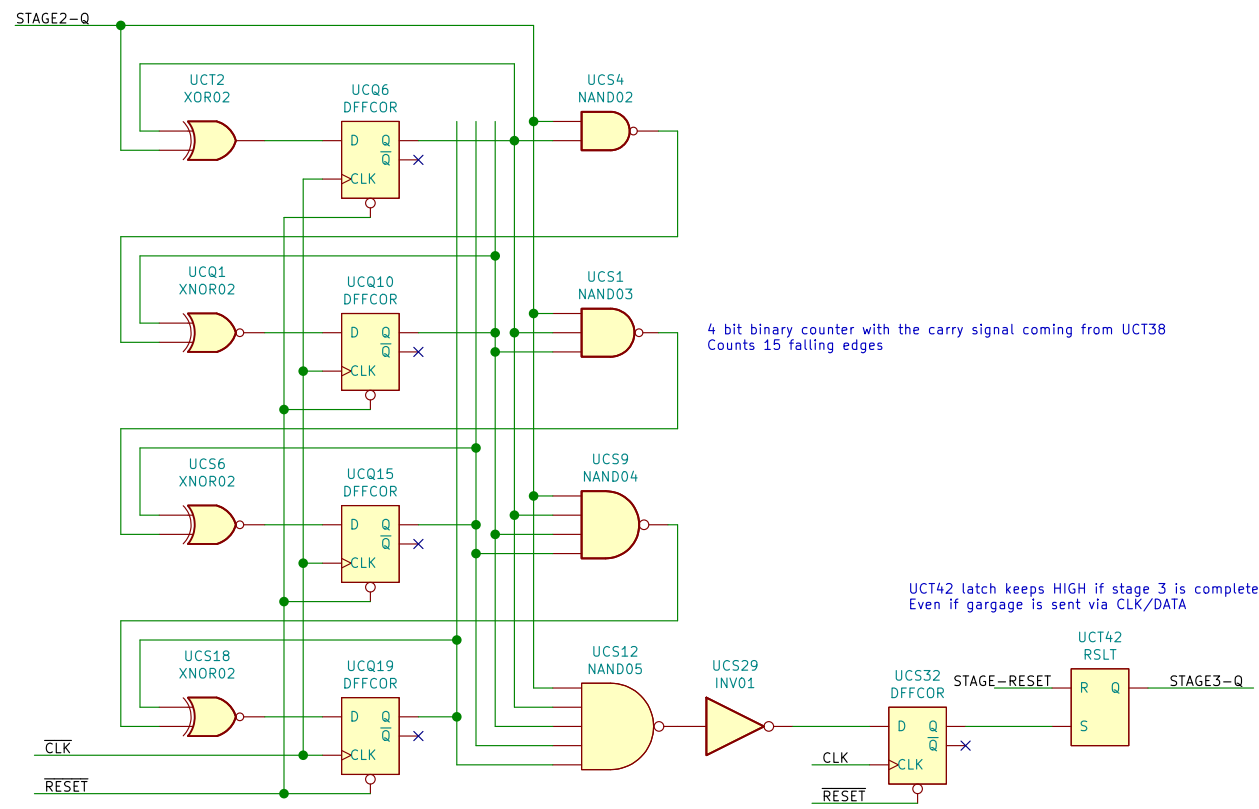 STAGE2-Q
UCT2
XOR02
UCQ6
DFFCOR
D Q
Q
CLK
UCS4
NAND02
UCQ1
XNOR02
UCQ10
DFFCOR
D Q
Q
CLK
UCS1
NAND03
4 bit binary counter with the carry signal coming from UCT38
Counts 15 falling edges
UCS6
XNOR02
UCQ15
DFFCOR
D Q
Q
CLK
UCS9
NAND04
UCT42 latch keeps HIGH if stage 3 is complete
Even if gargage is sent via CLK/DATA
UCS18
XNOR02
UCQ19
DFFCOR
D Q
Q
CLK
CLK
RESET
UCS12
NAND05
UCS29
INV01
UCS32
DFFCOR
D Q
Q
CLK
CLK
RESET
STAGE-RESET
UCT42
RSLT
R Q
S
STAGE3-Q